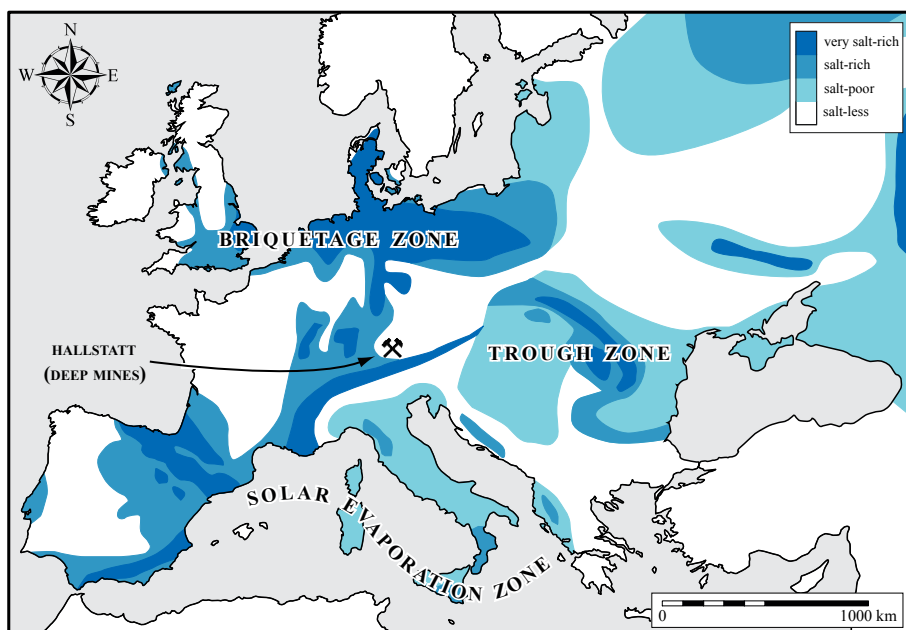 N
W E
S
very salt-rich
salt-rich
salt-poor
salt-less
BRIQUETAGE ZONE
HALLSTATT
(DEEP MINES)
TROUGH ZONE
SOLAR EVAPORATION ZONE
0 1000 km